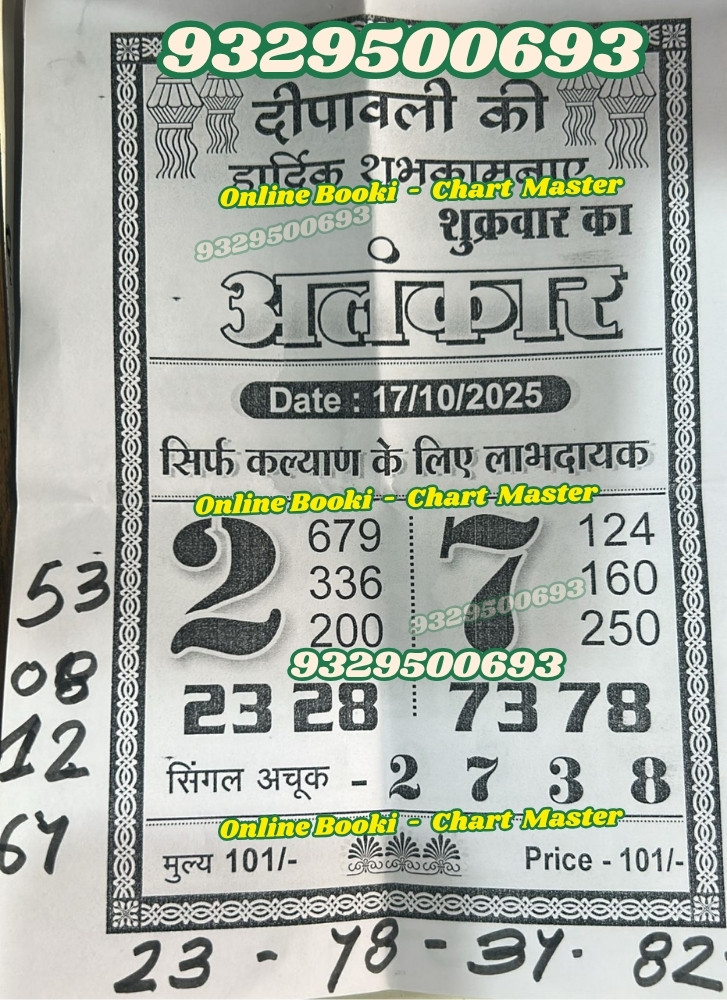 9329500693
दीपावली की
हार्दिक शुभकामनाए
Online Booki - Chart Master
शुक्रवार का
9329500693
अलंकार
Date : 17/10/2025
सिर्फ कल्याण के लिए लाभदायक
Online Booki - Chart Master
2 679 7 124
336 160
200 250
9329500693
9329500693
23 28 73 78
सिंगल अचूक - 2 7 3 8
Online Booki - Chart Master
मुल्य 101/- Price - 101/-
53
08
12
67
23 - 78 - 37. 82